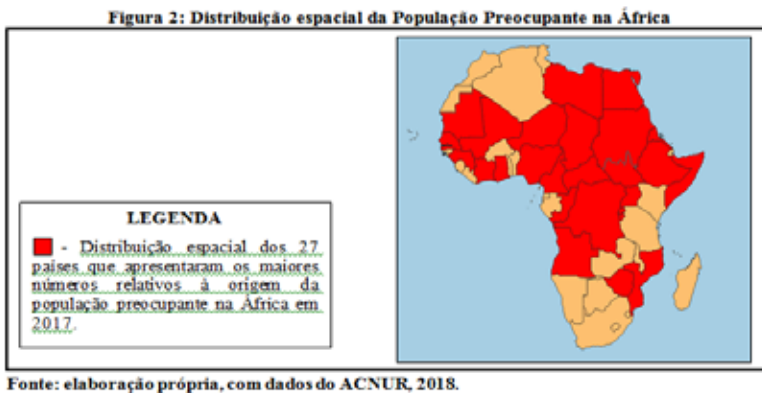 Figura 2: Distribuição espacial da População Preocupante na África
LEGENDA
- Distribuição espacial dos 27
países que apresentaram os maiores
números relativos à origem da
população preocupante na África em
2017.
Fonte: elaboração própria, com dados do ACNUR, 2018.